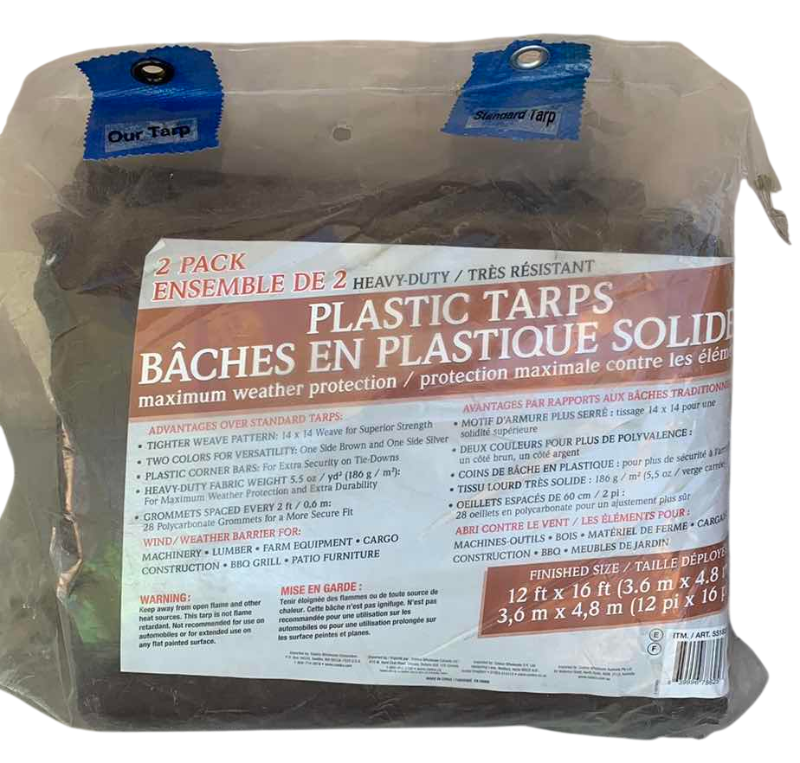 Our Tarp
Standard Tarp
2 PACK
ENSEMBLE DE 2 HEAVY-DUTY / TRÈS RÉSISTANT
PLASTIC TARPS
BÂCHES EN PLASTIQUE SOLIDE
maximum weather protection / protection maximale contre les élém
ADVANTAGES OVER STANDARD TARPS:
• TIGHTER WEAVE PATTERN: 14 x 14 Weave for Superior Strength
• TWO COLORS FOR VERSATILITY: One Side Brown and One Side Silver
• PLASTIC CORNER BARS: For Extra Security on Tie-Downs
• HEAVY-DUTY FABRIC WEIGHT 5.5 oz / yd² (186 g / m²):
For Maximum Weather Protection and Extra Durability
• GROMMETS SPACED EVERY 2 ft / 0.6 m:
28 Polycarbonate Grommets for a More Secure Fit
WIND/WEATHER BARRIER FOR:
MACHINERY • LUMBER • FARM EQUIPMENT • CARGO
CONSTRUCTION • BBQ GRILL • PATIO FURNITURE
AVANTAGES PAR RAPPORTS AUX BÂCHES TRADITIONN
• MOTIF D'ARMURE PLUS SERRÉ : tissage 14 x 14 pour une
solidité supérieure
• DEUX COULEURS POUR PLUS DE POLYVALENCE :
un côté brun, un côté argent
• COINS DE BÂCHE EN PLASTIQUE : pour plus de sécurité à
• TISSU LOURD TRÈS SOLIDE : 186 g / m² (5,5 oz / verge carrée
• OEILLETS ESPACÉS DE 60 cm / 2 pi :
28 oeillets en polycarbonate pour un ajustement plus sûr
ABRI CONTRE LE VENT / LES ÉLÉMENTS POUR :
MACHINES-OUTILS • BOIS • MATÉRIEL DE FERME • CARGA
CONSTRUCTION • BBQ • MEUBLES DE JARDIN
WARNING:
Keep away from open flame and other
heat sources. This tarp is not flame
retardant. Not recommended for use on
automobiles or for extended use on
any flat painted surface.
MISE EN GARDE :
Tenir éloignée des flammes ou de toute source de
chaleur. Cette bâche n'est pas ignifuge. N'est pas
recommandée pour une utilisation sur les
automobiles ou pour une utilisation prolongée sur
les surface peintes et planes.
FINISHED SIZE / TAILLE DÉPLOYÉ
12 ft x 16 ft (3.6 m x 4.8
3,6 m x 4,8 m (12 pi x 16 p
E
F
ITM. / ART.